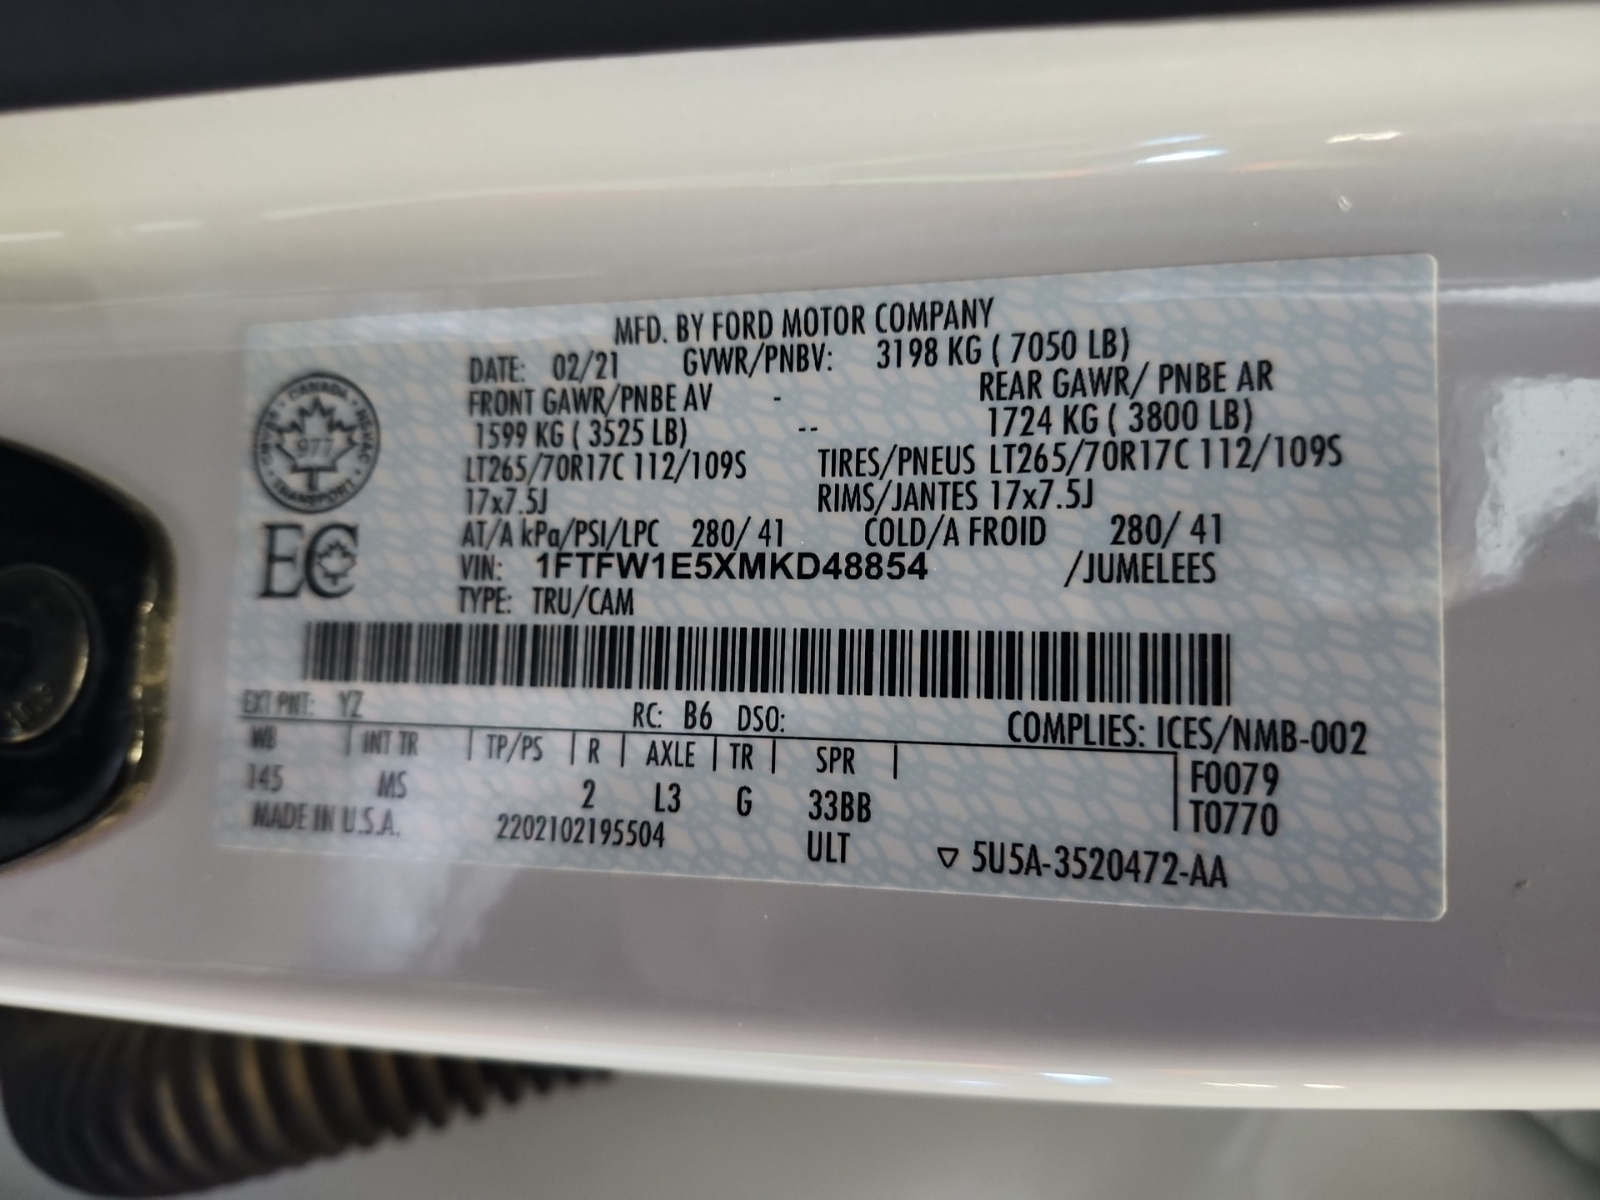 MFD. BY FORD MOTOR COMPANY
DATE: 02/21 GVWR/PNBV: 3198 KG ( 7050 LB)
FRONT GAWR/PNBE AV - REAR GAWR/ PNBE AR
1599 KG ( 3525 LB) -- 1724 KG ( 3800 LB)
LT265/70R17C 112/109S TIRES/PNEUS LT265/70R17C 112/109S
17x7.5J RIMS/JANTES 17x7.5J
AT/A kPa/PSI/LPC 280/ 41 COLD/A FROID 280/ 41
VIN: 1FTFW1E5XMKD48854 /JUMELEES
TYPE: TRU/CAM
CANADA
977
TRANSPORT
EC
EXT PNT: YZ RC: B6 DSO: COMPLIES: ICES/NMB-002
WB | INT TR | TP/PS | R | AXLE | TR | SPR | F0079
145 MS 2 L3 G 33BB T0770
MADE IN U.S.A. 2202102195504 ULT ▽ 5U5A-3520472-AA